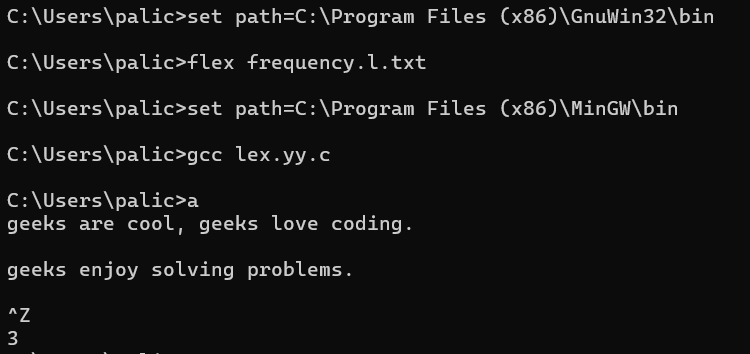 C:\Users\palic>set path=C:\Program Files (x86)\GnuWin32\bin
C:\Users\palic>flex frequency.l.txt
C:\Users\palic>set path=C:\Program Files (x86)\MinGW\bin
C:\Users\palic>gcc lex.yy.c
C:\Users\palic>a
geeks are cool, geeks love coding.
geeks enjoy solving problems.
^Z
3